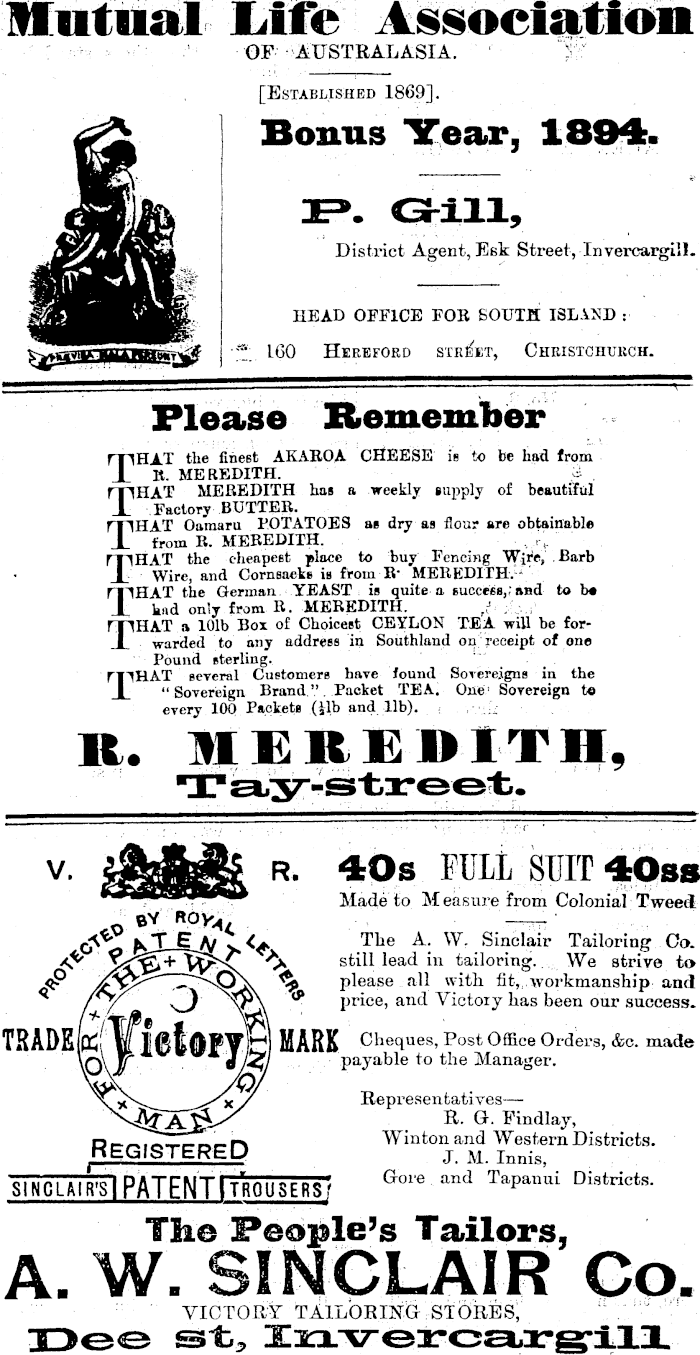 Mutual Life Association
OF AUSTRALASIA.
[ESTABLISHED 1869].
Bonus Year, 1894.
P. Gill,
District Agent, Esk Street, Invercargill.
HEAD OFFICE FOR SOUTH ISLAND:
160 HEREFORD STREET, CHRISTCHURCH.
PRÆVISA MALA PEREUNT
Please Remember
THAT the finest AKAROA CHEESE is to be had from
R. MEREDITH.
THAT MEREDITH has a weekly supply of beautiful
Factory BUTTER.
THAT Oamaru POTATOES as dry as flour are obtainable
from R. MEREDITH.
THAT the cheapest place to buy Fencing Wire, Barb
Wire, and Cornsacks is from R. MEREDITH.
THAT the German YEAST is quite a success, and to be
had only from R. MEREDITH.
THAT a 10lb Box of Choicest CEYLON TEA will be for-
warded to any address in Southland on receipt of one
Pound sterling.
THAT several Customers have found Sovereigns in the
"Sovereign Brand" Packet TEA. One Sovereign to
every 100 Packets (½lb and 1lb).
R. MEREDITH,
Tay-street.
V. R.
PROTECTED BY ROYAL LETTERS
PATENT
FOR + THE + WORKING + MAN +
TRADE Victory MARK
REGISTERED
SINCLAIR'S PATENT TROUSERS
40s FULL SUIT 40ss
Made to Measure from Colonial Tweed
The A. W. Sinclair Tailoring Co.
still lead in tailoring. We strive to
please all with fit, workmanship and
price, and Victory has been our success.
Cheques, Post Office Orders, &c. made
payable to the Manager.
Representatives—
R. G. Findlay,
Winton and Western Districts.
J. M. Innis,
Gore and Tapanui Districts.
The People's Tailors,
A. W. SINCLAIR Co.
VICTORY TAILORING STORES,
Dee st, Invercargill